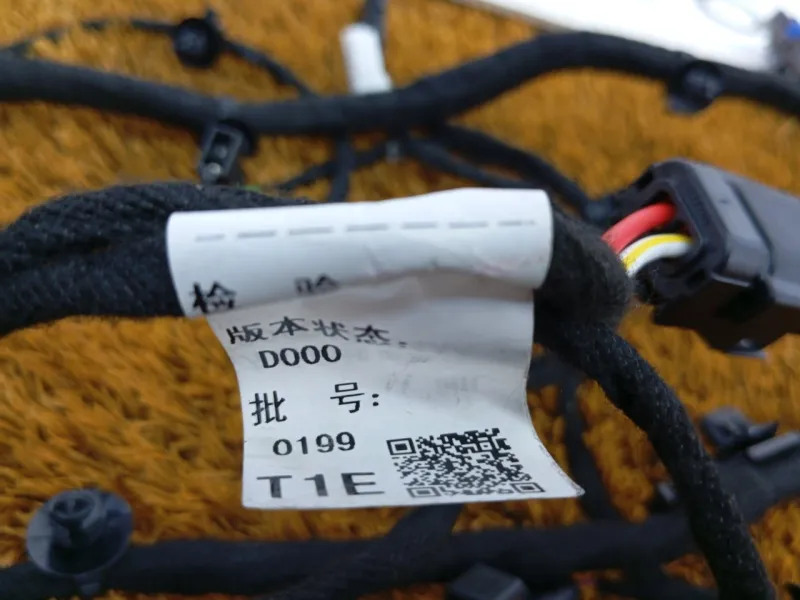 检 验
版本状态:
D000
批 号:
0199
T1E